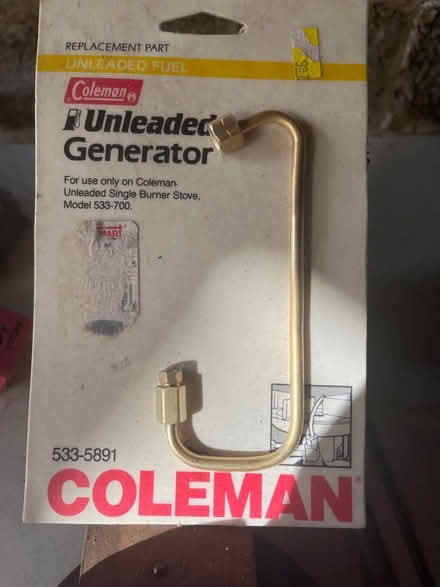 REPLACEMENT PART
UNLEADED FUEL
Coleman
Unleaded
Generator
For use only on Coleman
Unleaded Single Burner Stove,
Model 533-700.
MART
533-5891
COLEMAN®